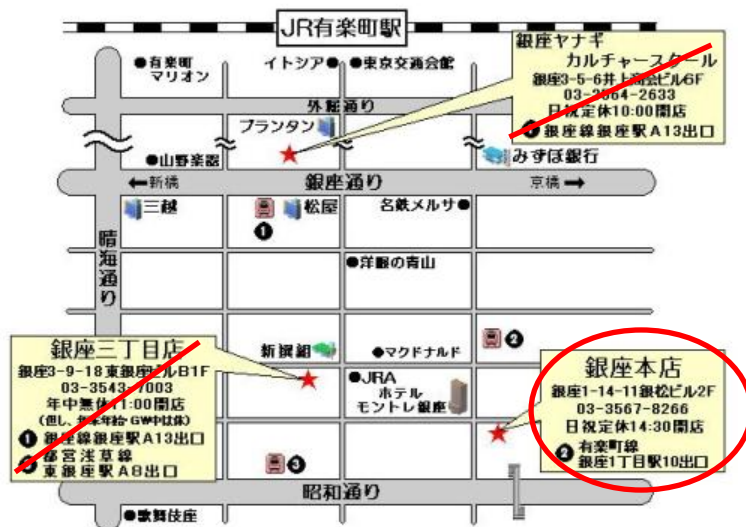 JR有楽町駅
●有楽町
マリオン
イトシア●
●東京交通会館
銀座ヤナギ
カルチャースクール
銀座3-5-6井上商会ビル6F
03-3564-2633
日祝定休10:00開店
❶銀座線銀座駅A13出口
外堀通り
プランタン
●山野楽器
みずほ銀行
←新橋
銀座通り
京橋→
三越
❶
松屋
名鉄メルサ●
晴海通り
●洋服の青山
❷
新撰組
●マクドナルド
銀座三丁目店
銀座3-9-18東銀座ビルB1F
03-3543-7003
年中無休11:00開店
(但し、年末年始・GW中は休)
❶銀座線銀座駅A13出口
都営浅草線
東銀座駅A8出口
●JRA
ホテル
モントレ銀座
銀座本店
銀座1-14-11銀松ビル2F
03-3567-8266
日祝定休14:30開店
❷有楽町線
銀座1丁目駅10出口
❸
昭和通り
●歌舞伎座